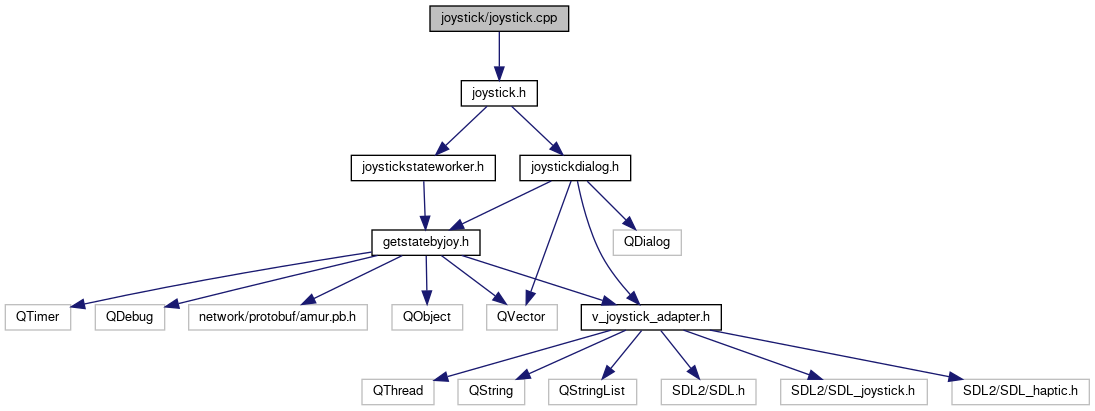 joystick/joystick.cpp
joystick.h
joystickstateworker.h
joystickdialog.h
getstatebyjoy.h
QDialog
QTimer
QDebug
network/protobuf/amur.pb.h
QObject
QVector
v_joystick_adapter.h
QThread
QString
QStringList
SDL2/SDL.h
SDL2/SDL_joystick.h
SDL2/SDL_haptic.h